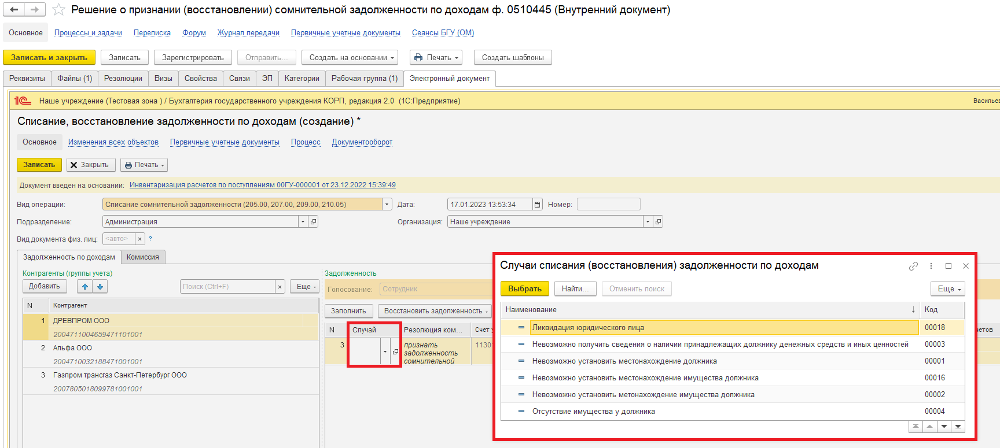 Решение о признании (восстановлении) сомнительной задолженности по доходам ф. 0510445 (Внутренний документ)
Основное Процессы и задачи Переписка Форум Журнал передачи Первичные учетные документы Сеансы БГУ (ОМ)
Записать и закрыть Записать Зарегистрировать Отправить... Создать на основании Печать Создать шаблоны
Реквизиты Файлы (1) Резолюции Визы Свойства Связи ЭП Категории Рабочая группа (1) Электронный документ
1С Наше учреждение (Тестовая зона ) / Бухгалтерия государственного учреждения КОРП, редакция 2.0 (1С:Предприятие) Васильев
Списание, восстановление задолженности по доходам (создание) *
Основное Изменения всех объектов Первичные учетные документы Процесс Документооборот
Записать Закрыть Печать
Документ введен на основании: Инвентаризация расчетов по поступлениям 00ГУ-000001 от 23.12.2022 15:39:49
Вид операции: Списание сомнительной задолженности (205.00, 207.00, 209.00, 210.05) Дата: 17.01.2023 13:53:34 Номер:
Подразделение: Администрация Организация: Наше учреждение
Вид документа физ. лиц: <авто> × ?
Задолженность по доходам Комиссия
Контрагенты (группы учета)
Добавить Поиск (Ctrl+F) × Еще
N Контрагент
1 ДРЕВПРОМ ООО
2004711004659471101001
2 Альфа ООО
2004710032188471001001
3 Газпром трансгаз Санкт-Петербург ООО
2007805018099781001001
Задолженность
Голосование: Сотрудник
Заполнить Восстановить задолженность
N Случай Резолюция ком... Счет у
3 признать 1130
задолженность
сомнительной
Случаи списания (восстановления) задолженности по доходам
Выбрать Найти... Отменить поиск Еще
Наименование ↓ Код
Ликвидация юридического лица 00018
Невозможно получить сведения о наличии принадлежащих должнику денежных средств и иных ценностей 00003
Невозможно установить местонахождение должника 00001
Невозможно установить местонахождение имущества должника 00016
Невозможно установить метонахождение имущества должника 00002
Отсутствие имущества у должника 00004
етов